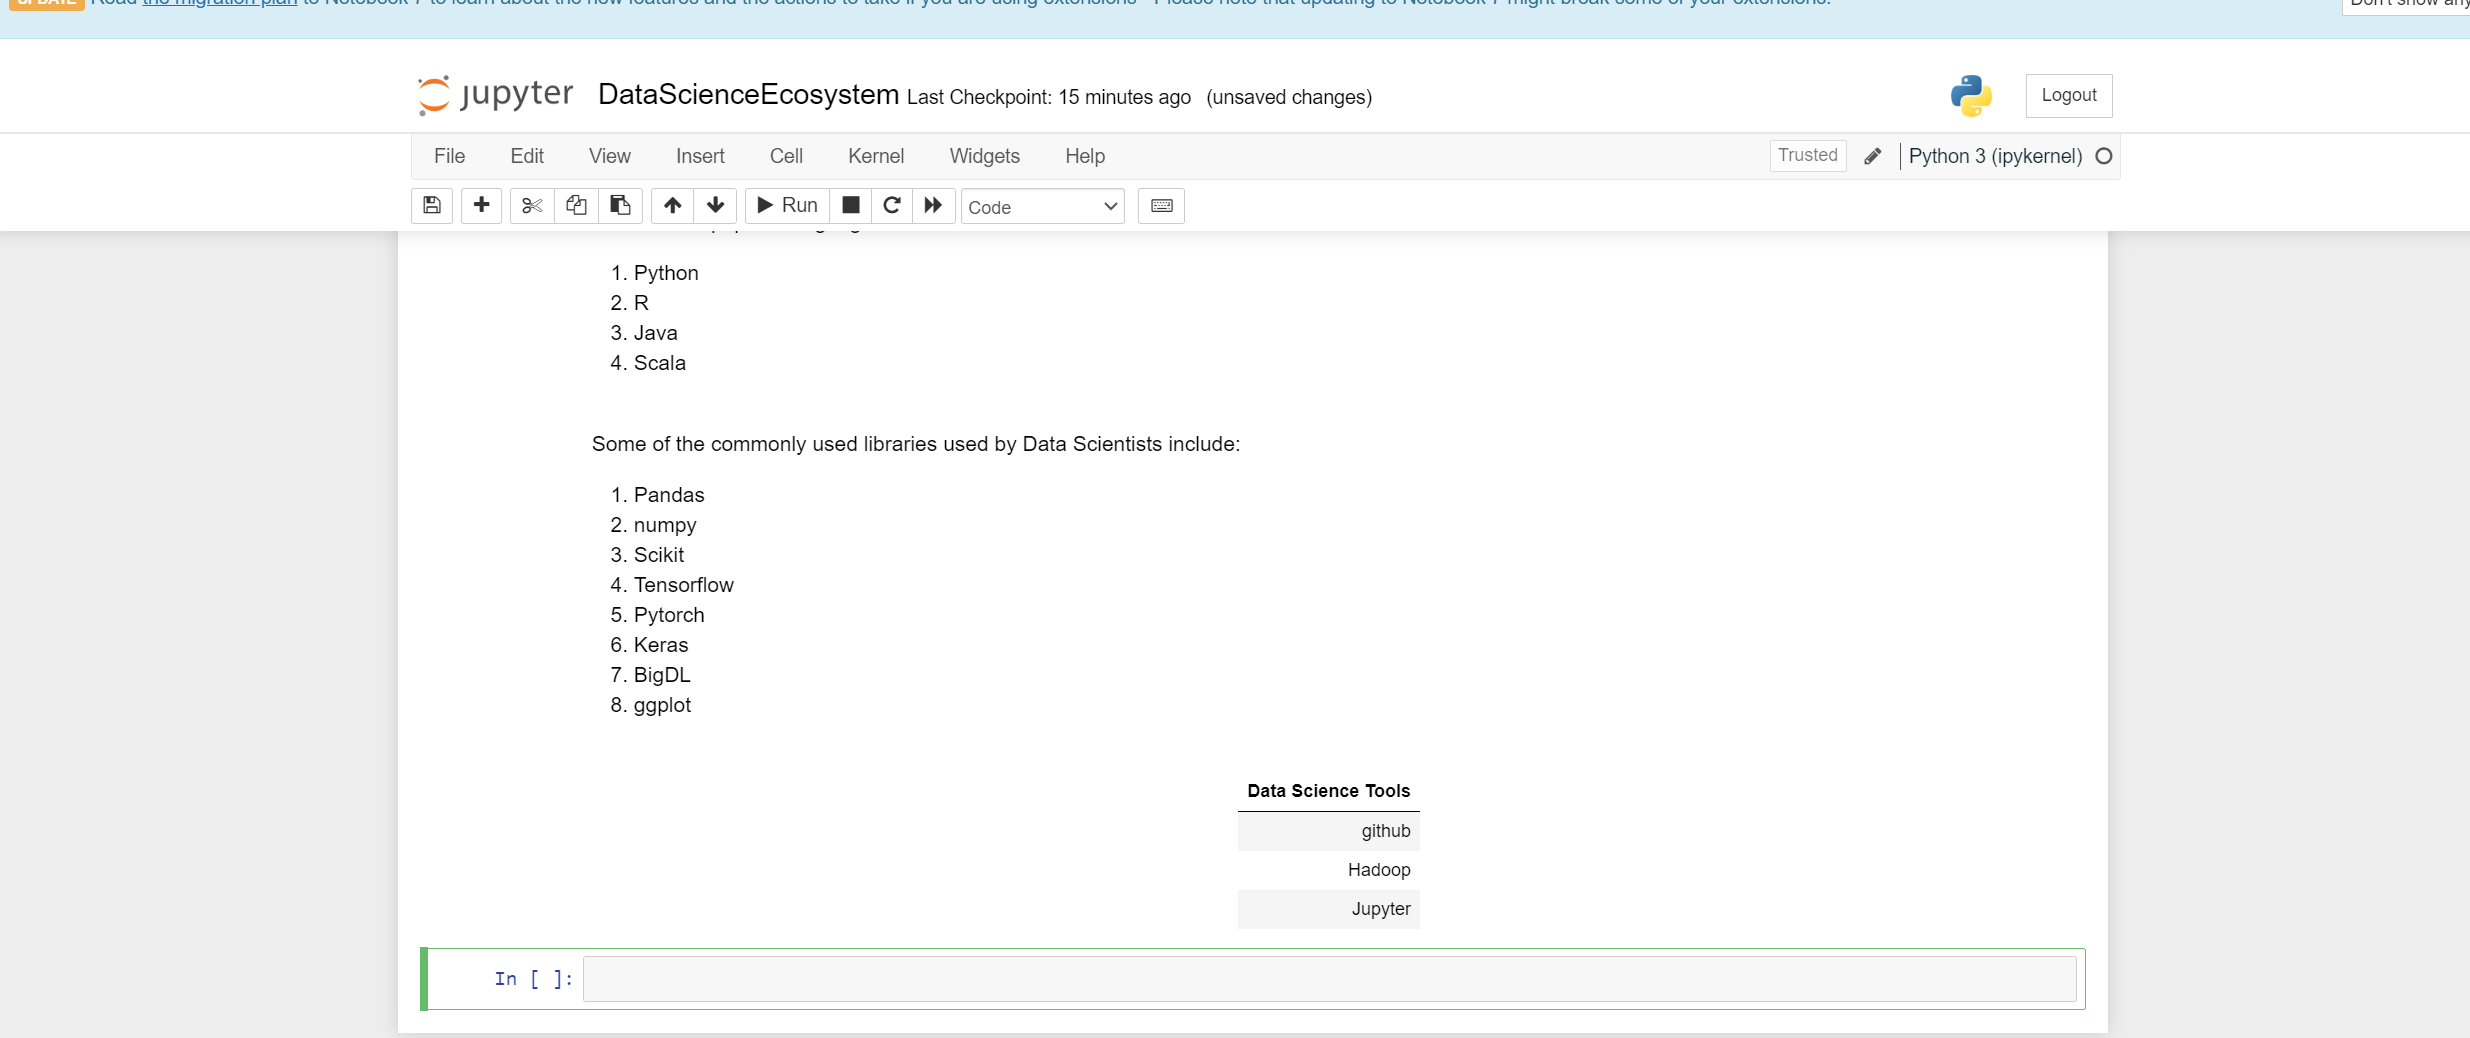 UPDATE Read the migration plan to Notebook 7 to learn about the new features and the actions to take if you are using extensions - Please note that updating to Notebook 7 might break some of your extensions.
Don't show any
jupyter DataScienceEcosystem Last Checkpoint: 15 minutes ago (unsaved changes)
Logout
File Edit View Insert Cell Kernel Widgets Help
Trusted Python 3 (ipykernel)
Run Code
1. Python
2. R
3. Java
4. Scala
Some of the commonly used libraries used by Data Scientists include:
1. Pandas
2. numpy
3. Scikit
4. Tensorflow
5. Pytorch
6. Keras
7. BigDL
8. ggplot
Data Science Tools
github
Hadoop
Jupyter
In [ ]: